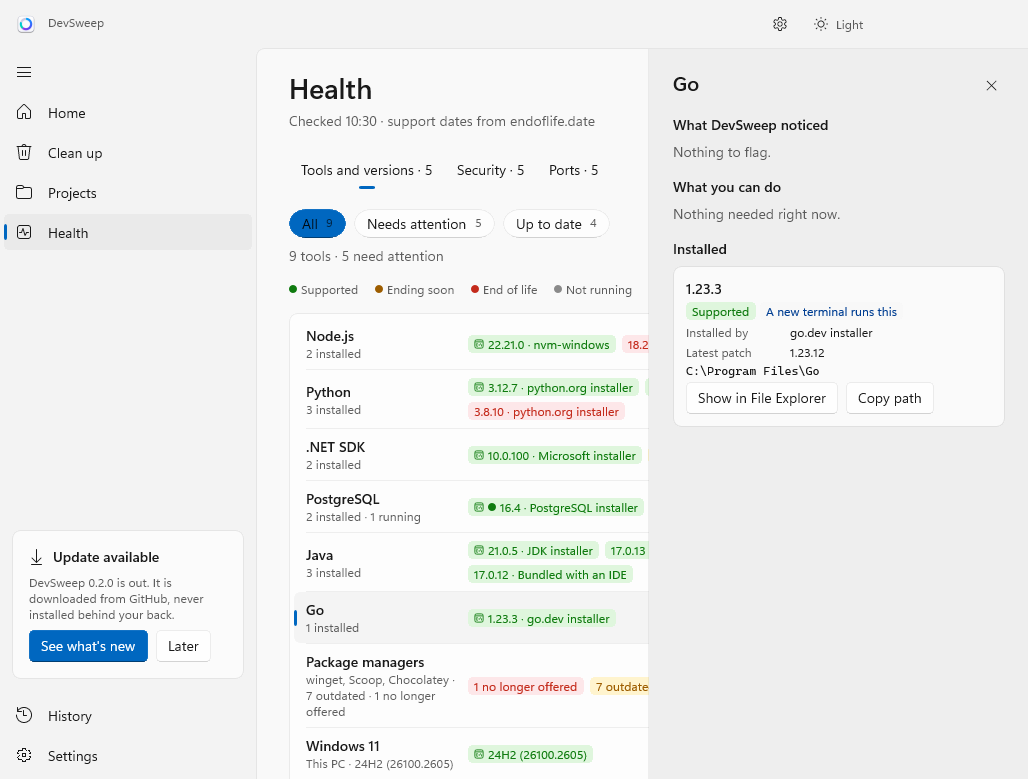 DevSweep
Light
Home
Clean up
Projects
Health
Update available
DevSweep 0.2.0 is out. It is
downloaded from GitHub, never
installed behind your back.
See what's new
Later
History
Settings
Health
Checked 10:30 · support dates from endoflife.date
Tools and versions · 5
Security · 5
Ports · 5
All 9
Needs attention 5
Up to date 4
9 tools · 5 need attention
Supported
Ending soon
End of life
Not running
Node.js
2 installed
22.21.0 · nvm-windows
18.2
Python
3 installed
3.12.7 · python.org installer
3.8.10 · python.org installer
.NET SDK
2 installed
10.0.100 · Microsoft installer
PostgreSQL
2 installed · 1 running
16.4 · PostgreSQL installer
Java
3 installed
21.0.5 · JDK installer
17.0.13
17.0.12 · Bundled with an IDE
Go
1 installed
1.23.3 · go.dev installer
Package managers
winget, Scoop, Chocolatey ·
7 outdated · 1 no longer
offered
1 no longer offered
7 outdate
Windows 11
This PC · 24H2 (26100.2605)
24H2 (26100.2605)
Go
What DevSweep noticed
Nothing to flag.
What you can do
Nothing needed right now.
Installed
1.23.3
Supported
A new terminal runs this
Installed by go.dev installer
Latest patch 1.23.12
C:\Program Files\Go
Show in File Explorer
Copy path